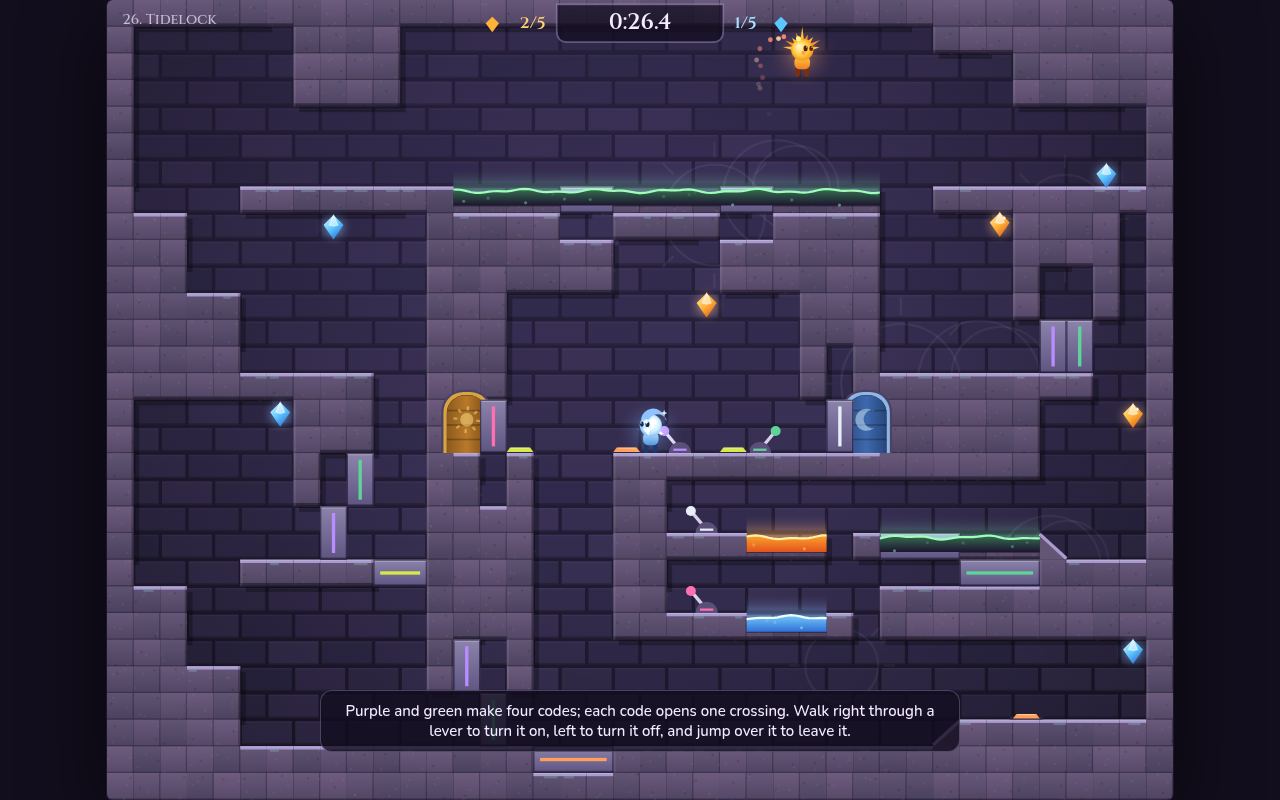 26. Tidelock
2/5
0:26.4
1/5
Purple and green make four codes; each code opens one crossing. Walk right through a
lever to turn it on, left to turn it off, and jump over it to leave it.